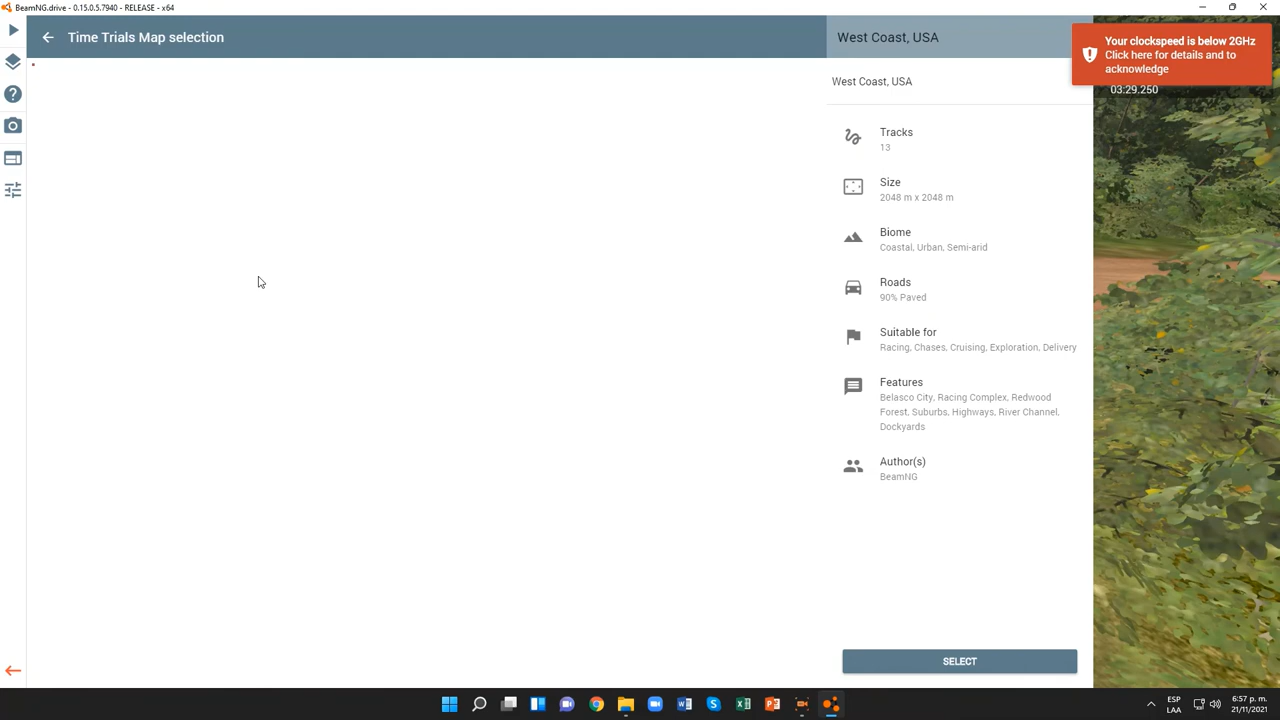 BeamNG.drive - 0.15.0.5.7940 - RELEASE - x64
Time Trials Map selection
West Coast, USA
Your clockspeed is below 2GHz
Click here for details and to
acknowledge
03:29.250
West Coast, USA
Tracks
13
Size
2048 m x 2048 m
Biome
Coastal, Urban, Semi-arid
Roads
90% Paved
Suitable for
Racing, Chases, Cruising, Exploration, Delivery
Features
Belasco City, Racing Complex, Redwood
Forest, Suburbs, Highways, River Channel,
Dockyards
Author(s)
BeamNG
SELECT
ESP
LAA
6:57 p. m.
21/11/2021